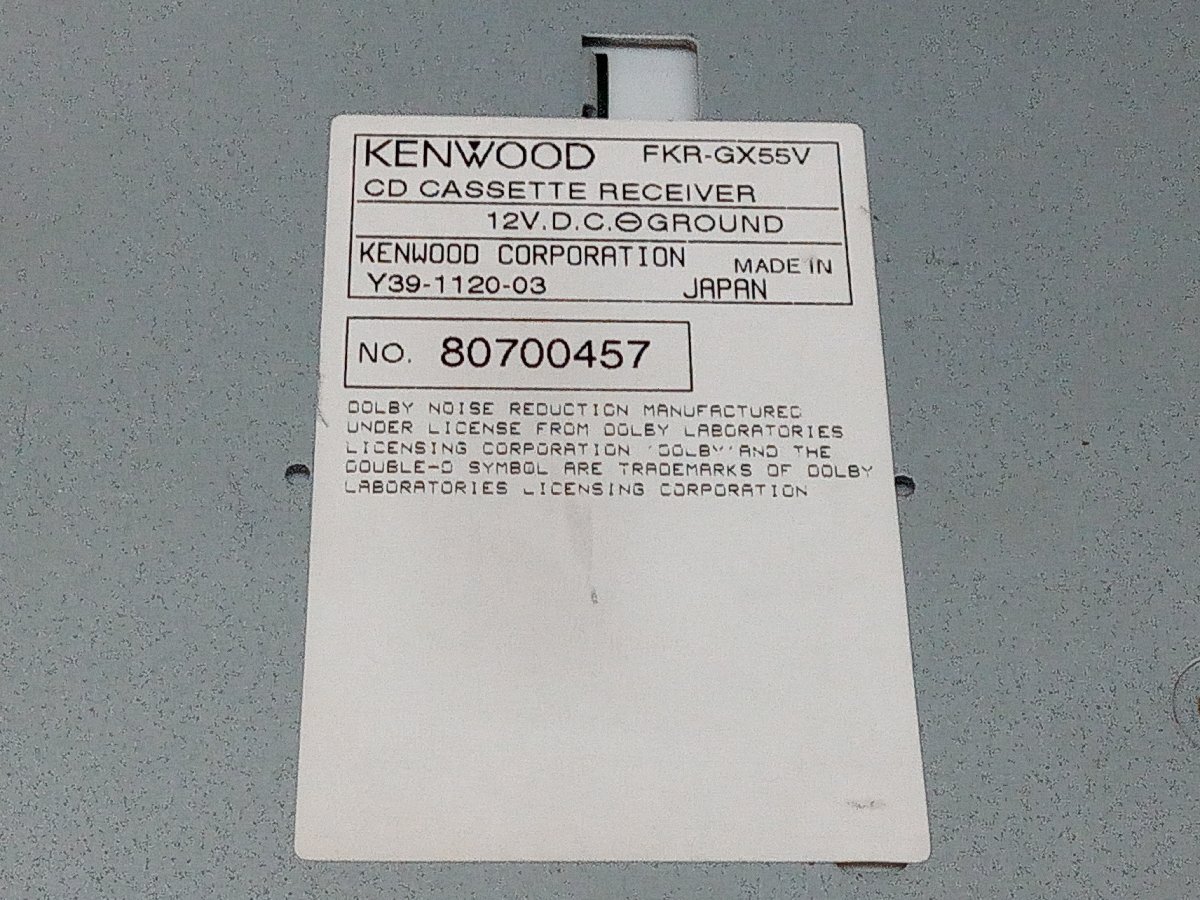 KENWOOD FKR-GX55V
CD CASSETTE RECEIVER
12V.D.C.⊖GROUND
KENWOOD CORPORATION MADE IN
Y39-1120-03 JAPAN
NO. 80700457
DOLBY NOISE REDUCTION MANUFACTURED
UNDER LICENSE FROM DOLBY LABORATORIES
LICENSING CORPORATION 'DOLBY' AND THE
DOUBLE-D SYMBOL ARE TRADEMARKS OF DOLBY
LABORATORIES LICENSING CORPORATION